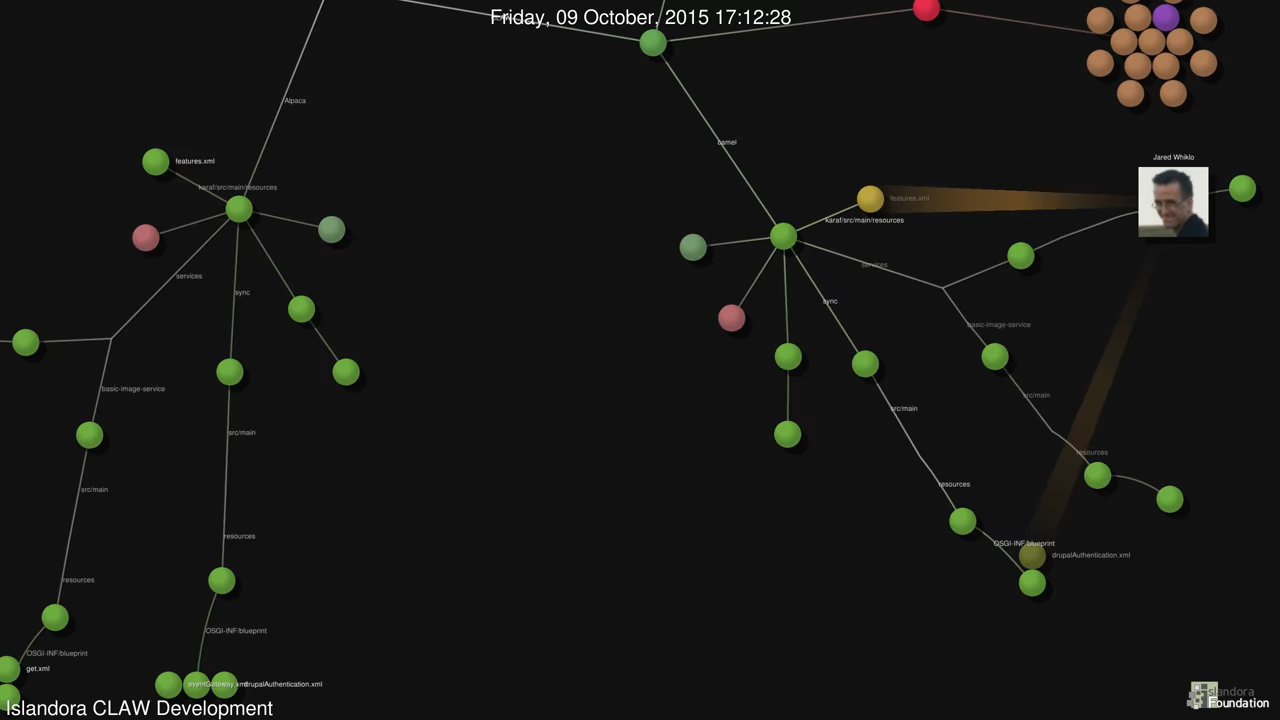 Friday, 09 October, 2015 17:12:28
Alpaca
camel
Jared Whiklo
features.xml
karaf/src/main/resources
features.xml
karaf/src/main/resources
services
sync
services
sync
basic-image-service
src/main
basic-image-service
src/main
resources
src/main
src/main
resources
resources
OSGI-INF/blueprint
drupalAuthentication.xml
resources
OSGI-INF/blueprint
OSGI-INF/blueprint
get.xml
eventGateway.xml
drupalAuthentication.xml
Islandora CLAW Development
Islandora
Foundation